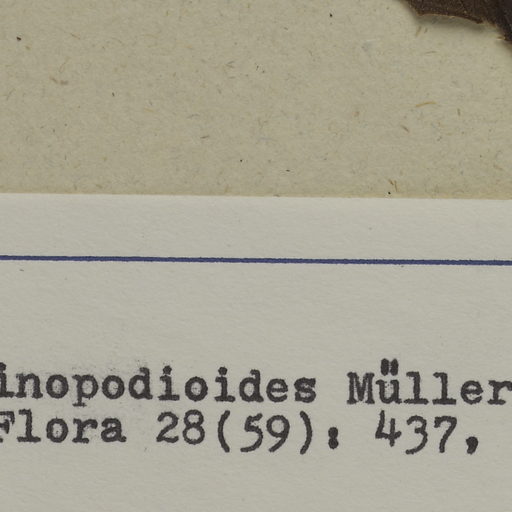 inopodioides Müller
Flora 28(59): 437,